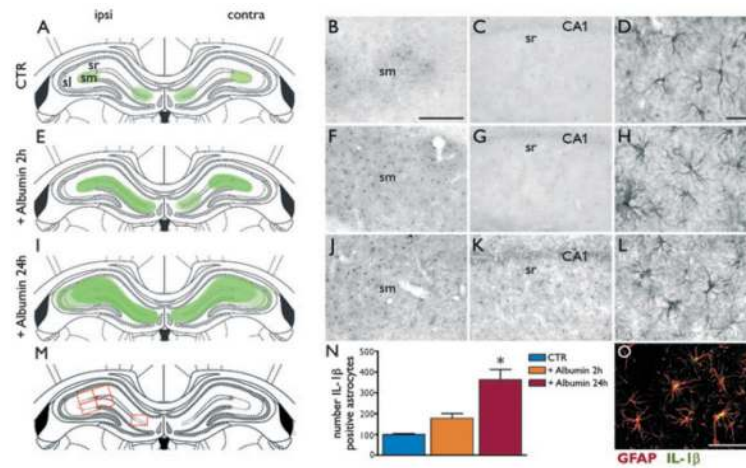 ipsi contra
A B C D
CTR
sr
sm
sl
sm
sr
CA1
E F G H
+ Albumin 2h
sm
sr
CA1
I J K L
+ Albumin 24h
sm
sr
CA1
M N O
number IL-1β
positive astrocytes
500
400
300
200
100
0
*
CTR
+ Albumin 2h
+ Albumin 24h
GFAP IL-1β